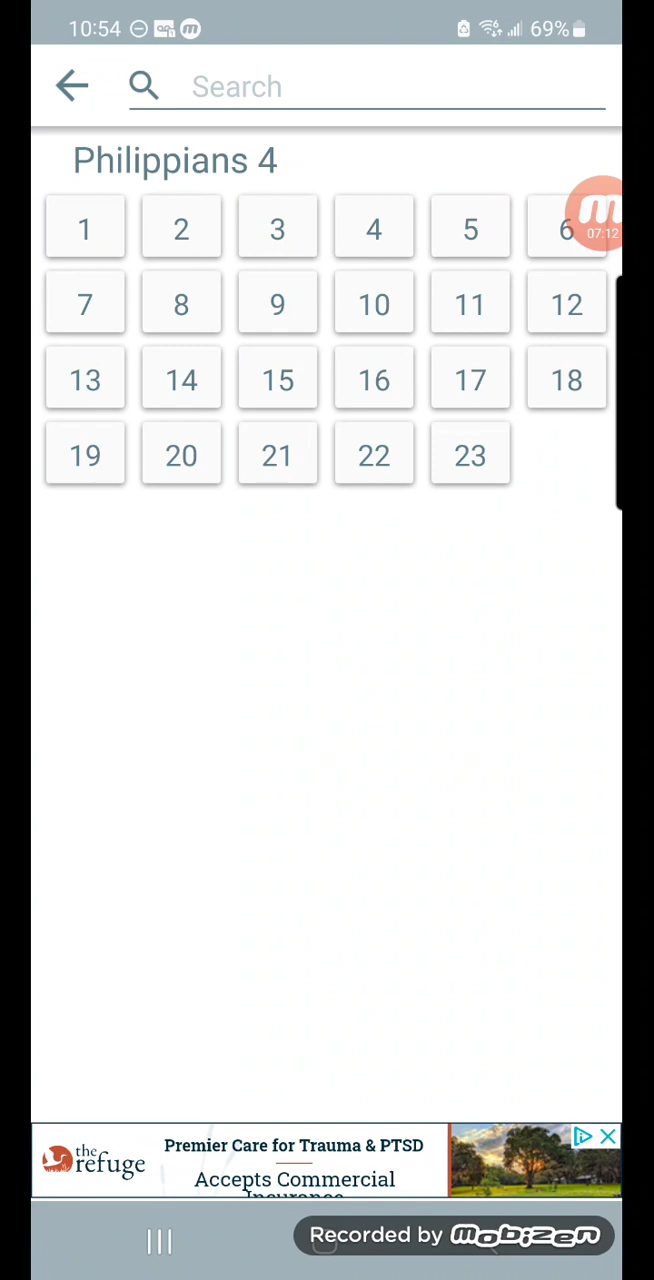 10:54 69%
Search
Philippians 4
1 2 3 4 5 6
07:12
7 8 9 10 11 12
13 14 15 16 17 18
19 20 21 22 23
the refuge
Premier Care for Trauma & PTSD
Accepts Commercial
Insurance
Recorded by mobizen